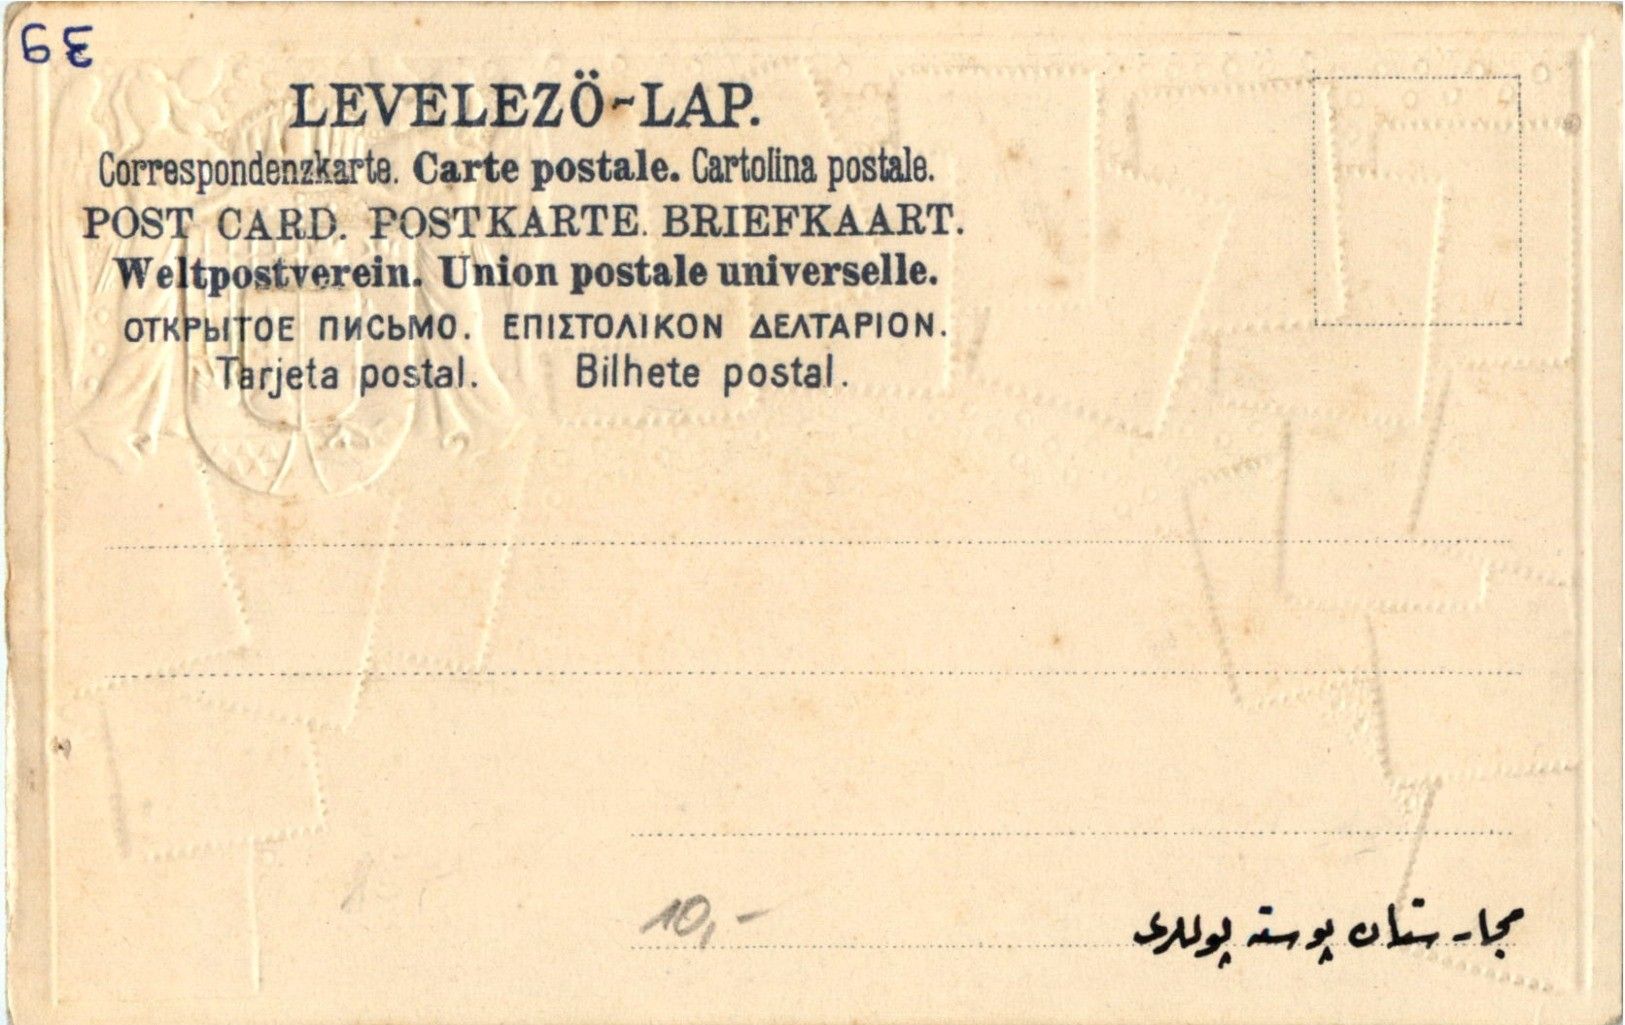 39
LEVELEZÖ-LAP.
Correspondenzkarte. Carte postale. Cartolina postale.
POST CARD. POSTKARTE. BRIEFKAART.
Weltpostverein. Union postale universelle.
ОТКРЫТОЕ ПИСЬМО. ΕΠΙΣΤΟΛΙΚΟΝ ΔΕΛΤΑΡΙΟΝ.
Tarjeta postal. Bilhete postal.
10,-
مجارستان پوسته پوللری